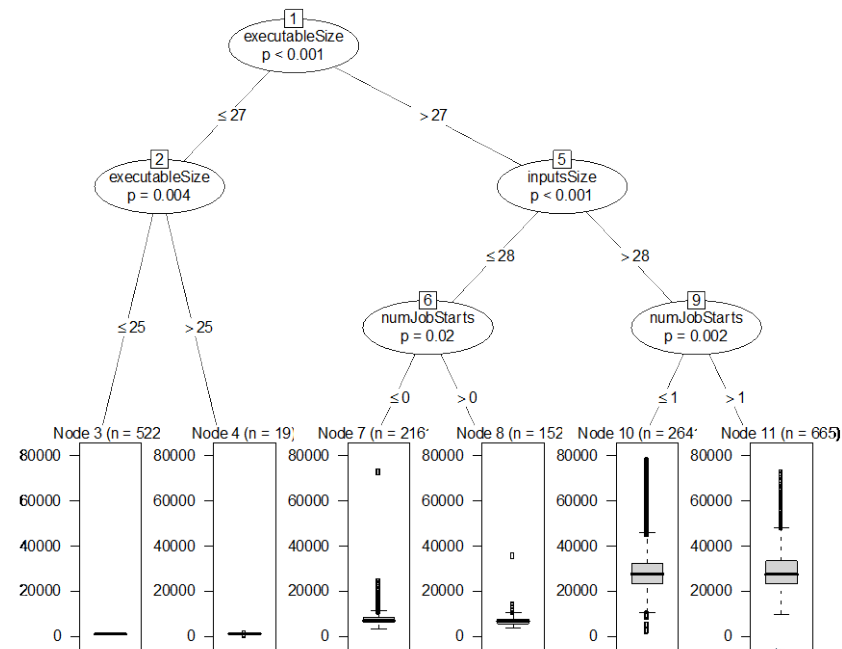 1
executableSize
p < 0.001
≤ 27
> 27
2
executableSize
p = 0.004
5
inputsSize
p < 0.001
≤ 28
> 28
6
numJobStarts
p = 0.02
9
numJobStarts
p = 0.002
≤ 25
> 25
≤ 0
> 0
≤ 1
> 1
Node 3 (n = 522
Node 4 (n = 19)
Node 7 (n = 216
Node 8 (n = 152
Node 10 (n = 264
Node 11 (n = 665)
80000
60000
40000
20000
0
80000
60000
40000
20000
0
80000
60000
40000
20000
0
80000
60000
40000
20000
0
80000
60000
40000
20000
0
80000
60000
40000
20000
0